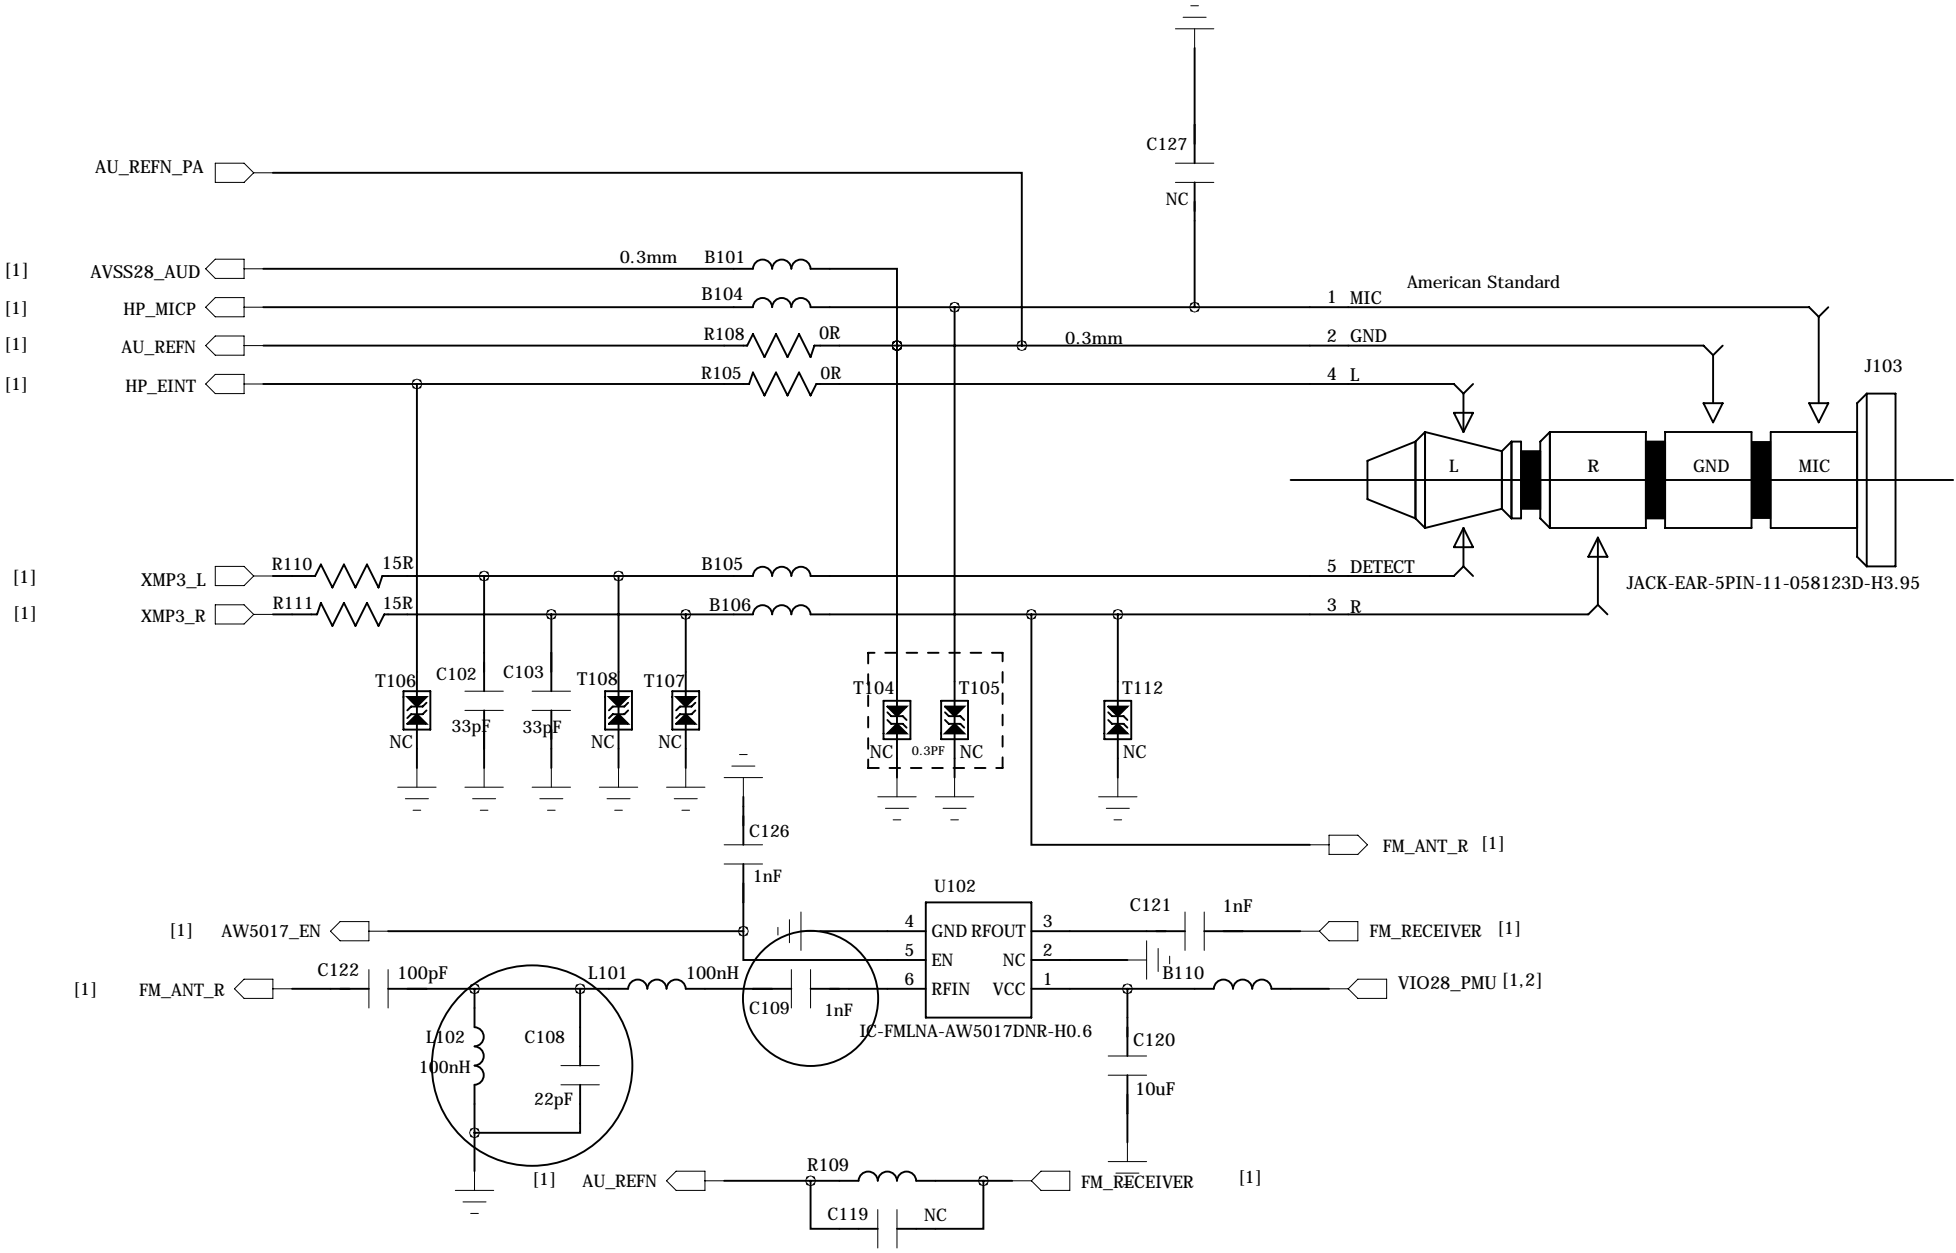 C127
AU_REFN_PA
NC
[1] AVSS28_AUD 0.3mm B101
American Standard
[1] HP_MICP B104 1 MIC
[1] AU_REFN R108 0R 0.3mm 2 GND
[1] HP_EINT R105 0R 4 L
J103
L R GND MIC
[1] XMP3_L R110 15R B105 5 DETECT
JACK-EAR-5PIN-11-058123D-H3.95
[1] XMP3_R R111 15R B106 3 R
T106 C102 C103 T108 T107 T104 T105 T112
33pF 33pF
NC NC NC NC 0.3PF NC NC
C126
FM_ANT_R [1]
1nF
U102
C121 1nF
[1] AW5017_EN 4 GND RFOUT 3 FM_RECEIVER [1]
5 EN NC 2
[1] FM_ANT_R C122 100pF L101 100nH 6 RFIN VCC 1 B110 VIO28_PMU [1,2]
C109 1nF
IC-FMLNA-AW5017DNR-H0.6
L102 C108 C120
100nH
22pF 10uF
R109
[1] AU_REFN FM_RECEIVER [1]
C119 NC